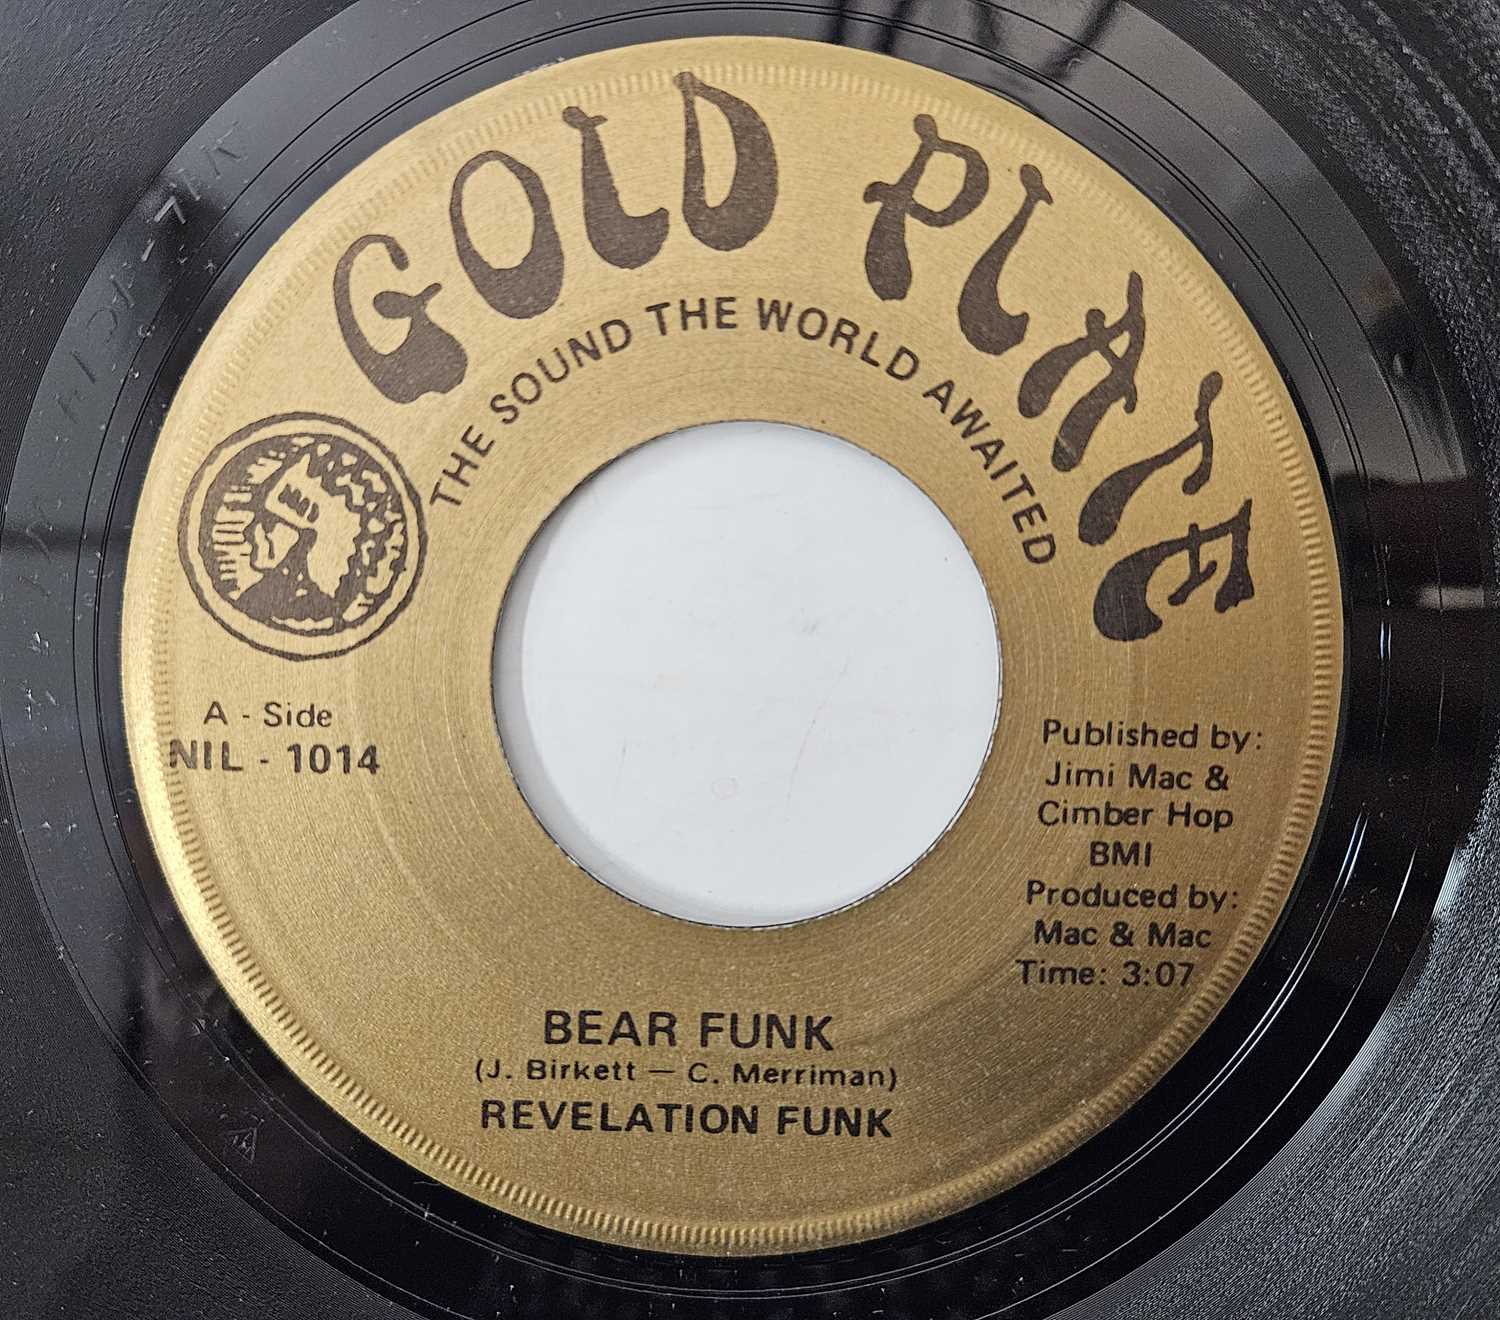 GOLD PLATE
THE SOUND THE WORLD AWAITED
A - Side
NIL - 1014
Published by:
Jimi Mac &
Cimber Hop
BMI
Produced by:
Mac & Mac
Time: 3:07
BEAR FUNK
(J. Birkett — C. Merriman)
REVELATION FUNK